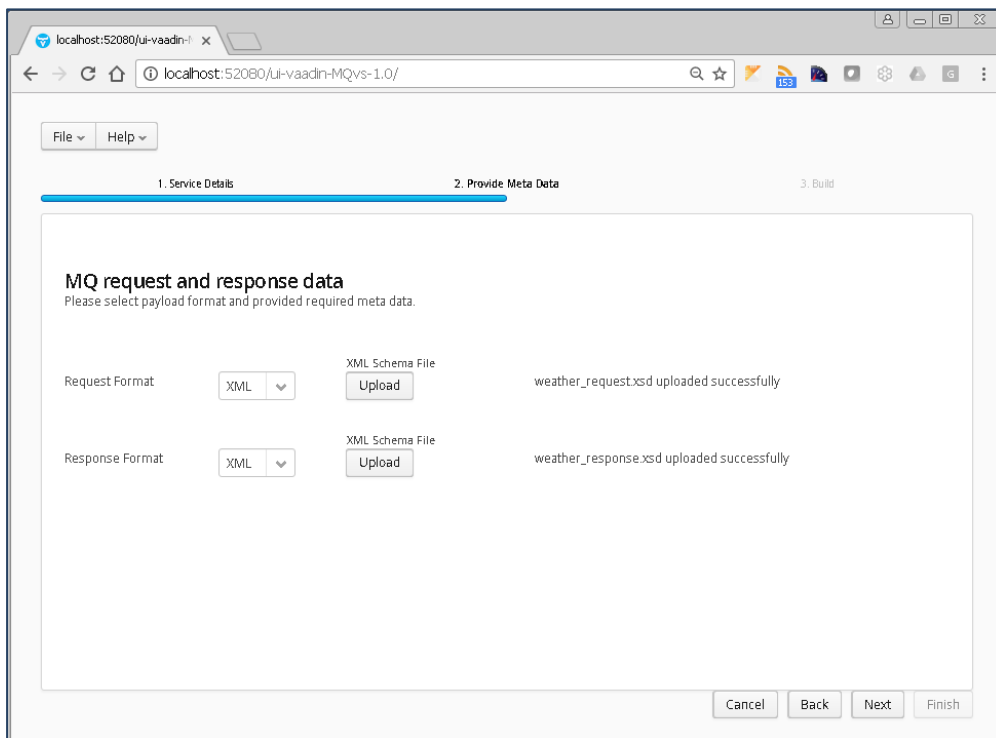 localhost:52080/ui-vaadin-
localhost:52080/ui-vaadin-MQvs-1.0/
153
G
File Help
1. Service Details 2. Provide Meta Data 3. Build
MQ request and response data
Please select payload format and provided required meta data.
XML Schema File
Request Format XML Upload weather_request.xsd uploaded successfully
XML Schema File
Response Format XML Upload weather_response.xsd uploaded successfully
Cancel Back Next Finish